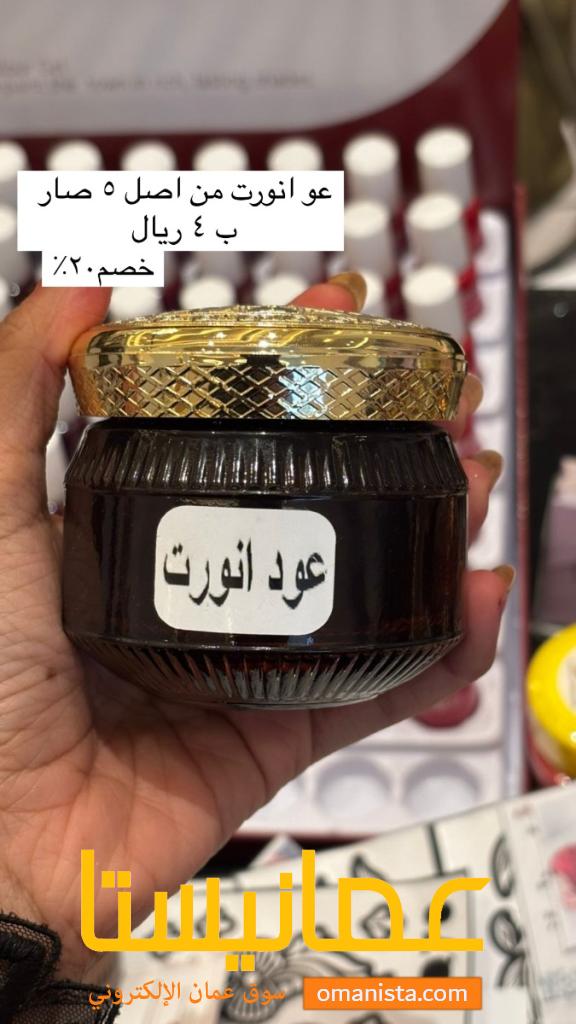 عو انورت من اصل ٥ صار
ب ٤ ريال
خصم٢٠٪
عود انورت
عمانيستا
سوق عمان الإلكتروني
omanista.com